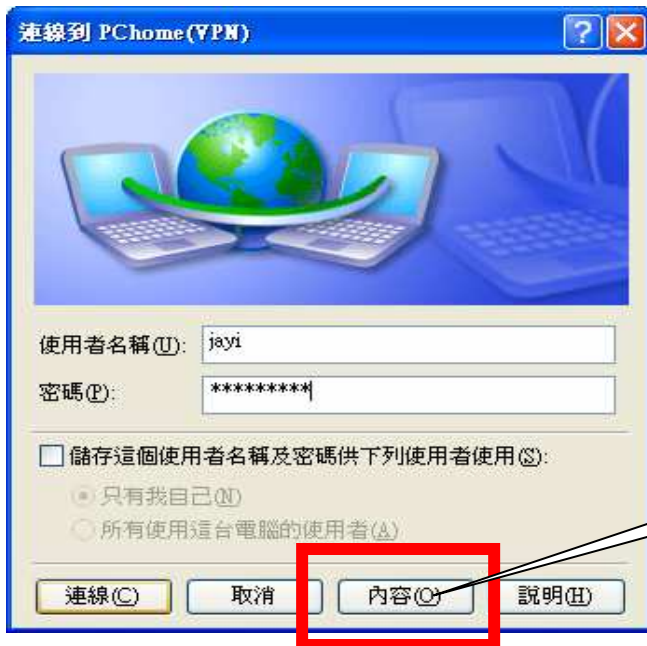 連線到 PChome(VPN)
使用者名稱(U): jayi
密碼(P): *********
儲存這個使用者名稱及密碼供下列使用者使用(S):
只有我自己(N)
所有使用這台電腦的使用者(A)
連線(C) 取消 內容(O) 說明(H)